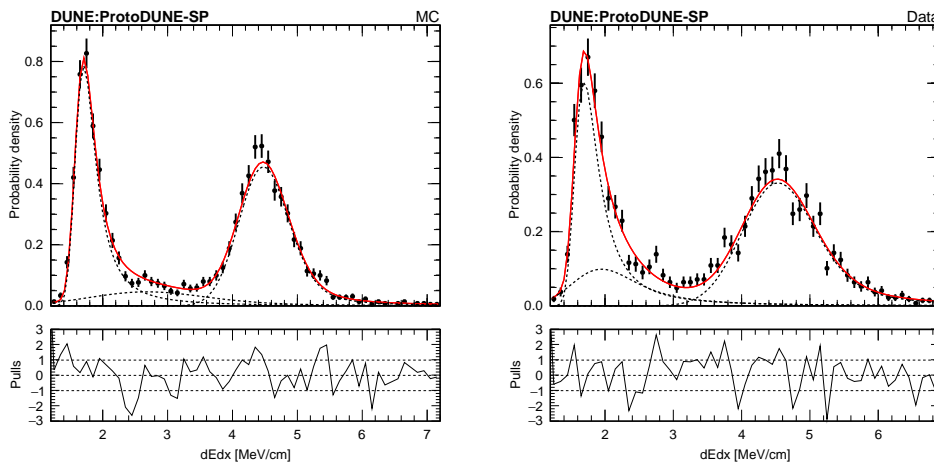 DUNE:ProtoDUNE-SP MC
Probability density
0.8
0.6
0.4
0.2
0.0
Pulls
3
2
1
0
−1
−2
−3
2 3 4 5 6 7
dEdx [MeV/cm]
DUNE:ProtoDUNE-SP Data
Probability density
0.6
0.4
0.2
0.0
Pulls
3
2
1
0
−1
−2
−3
2 3 4 5 6
dEdx [MeV/cm]